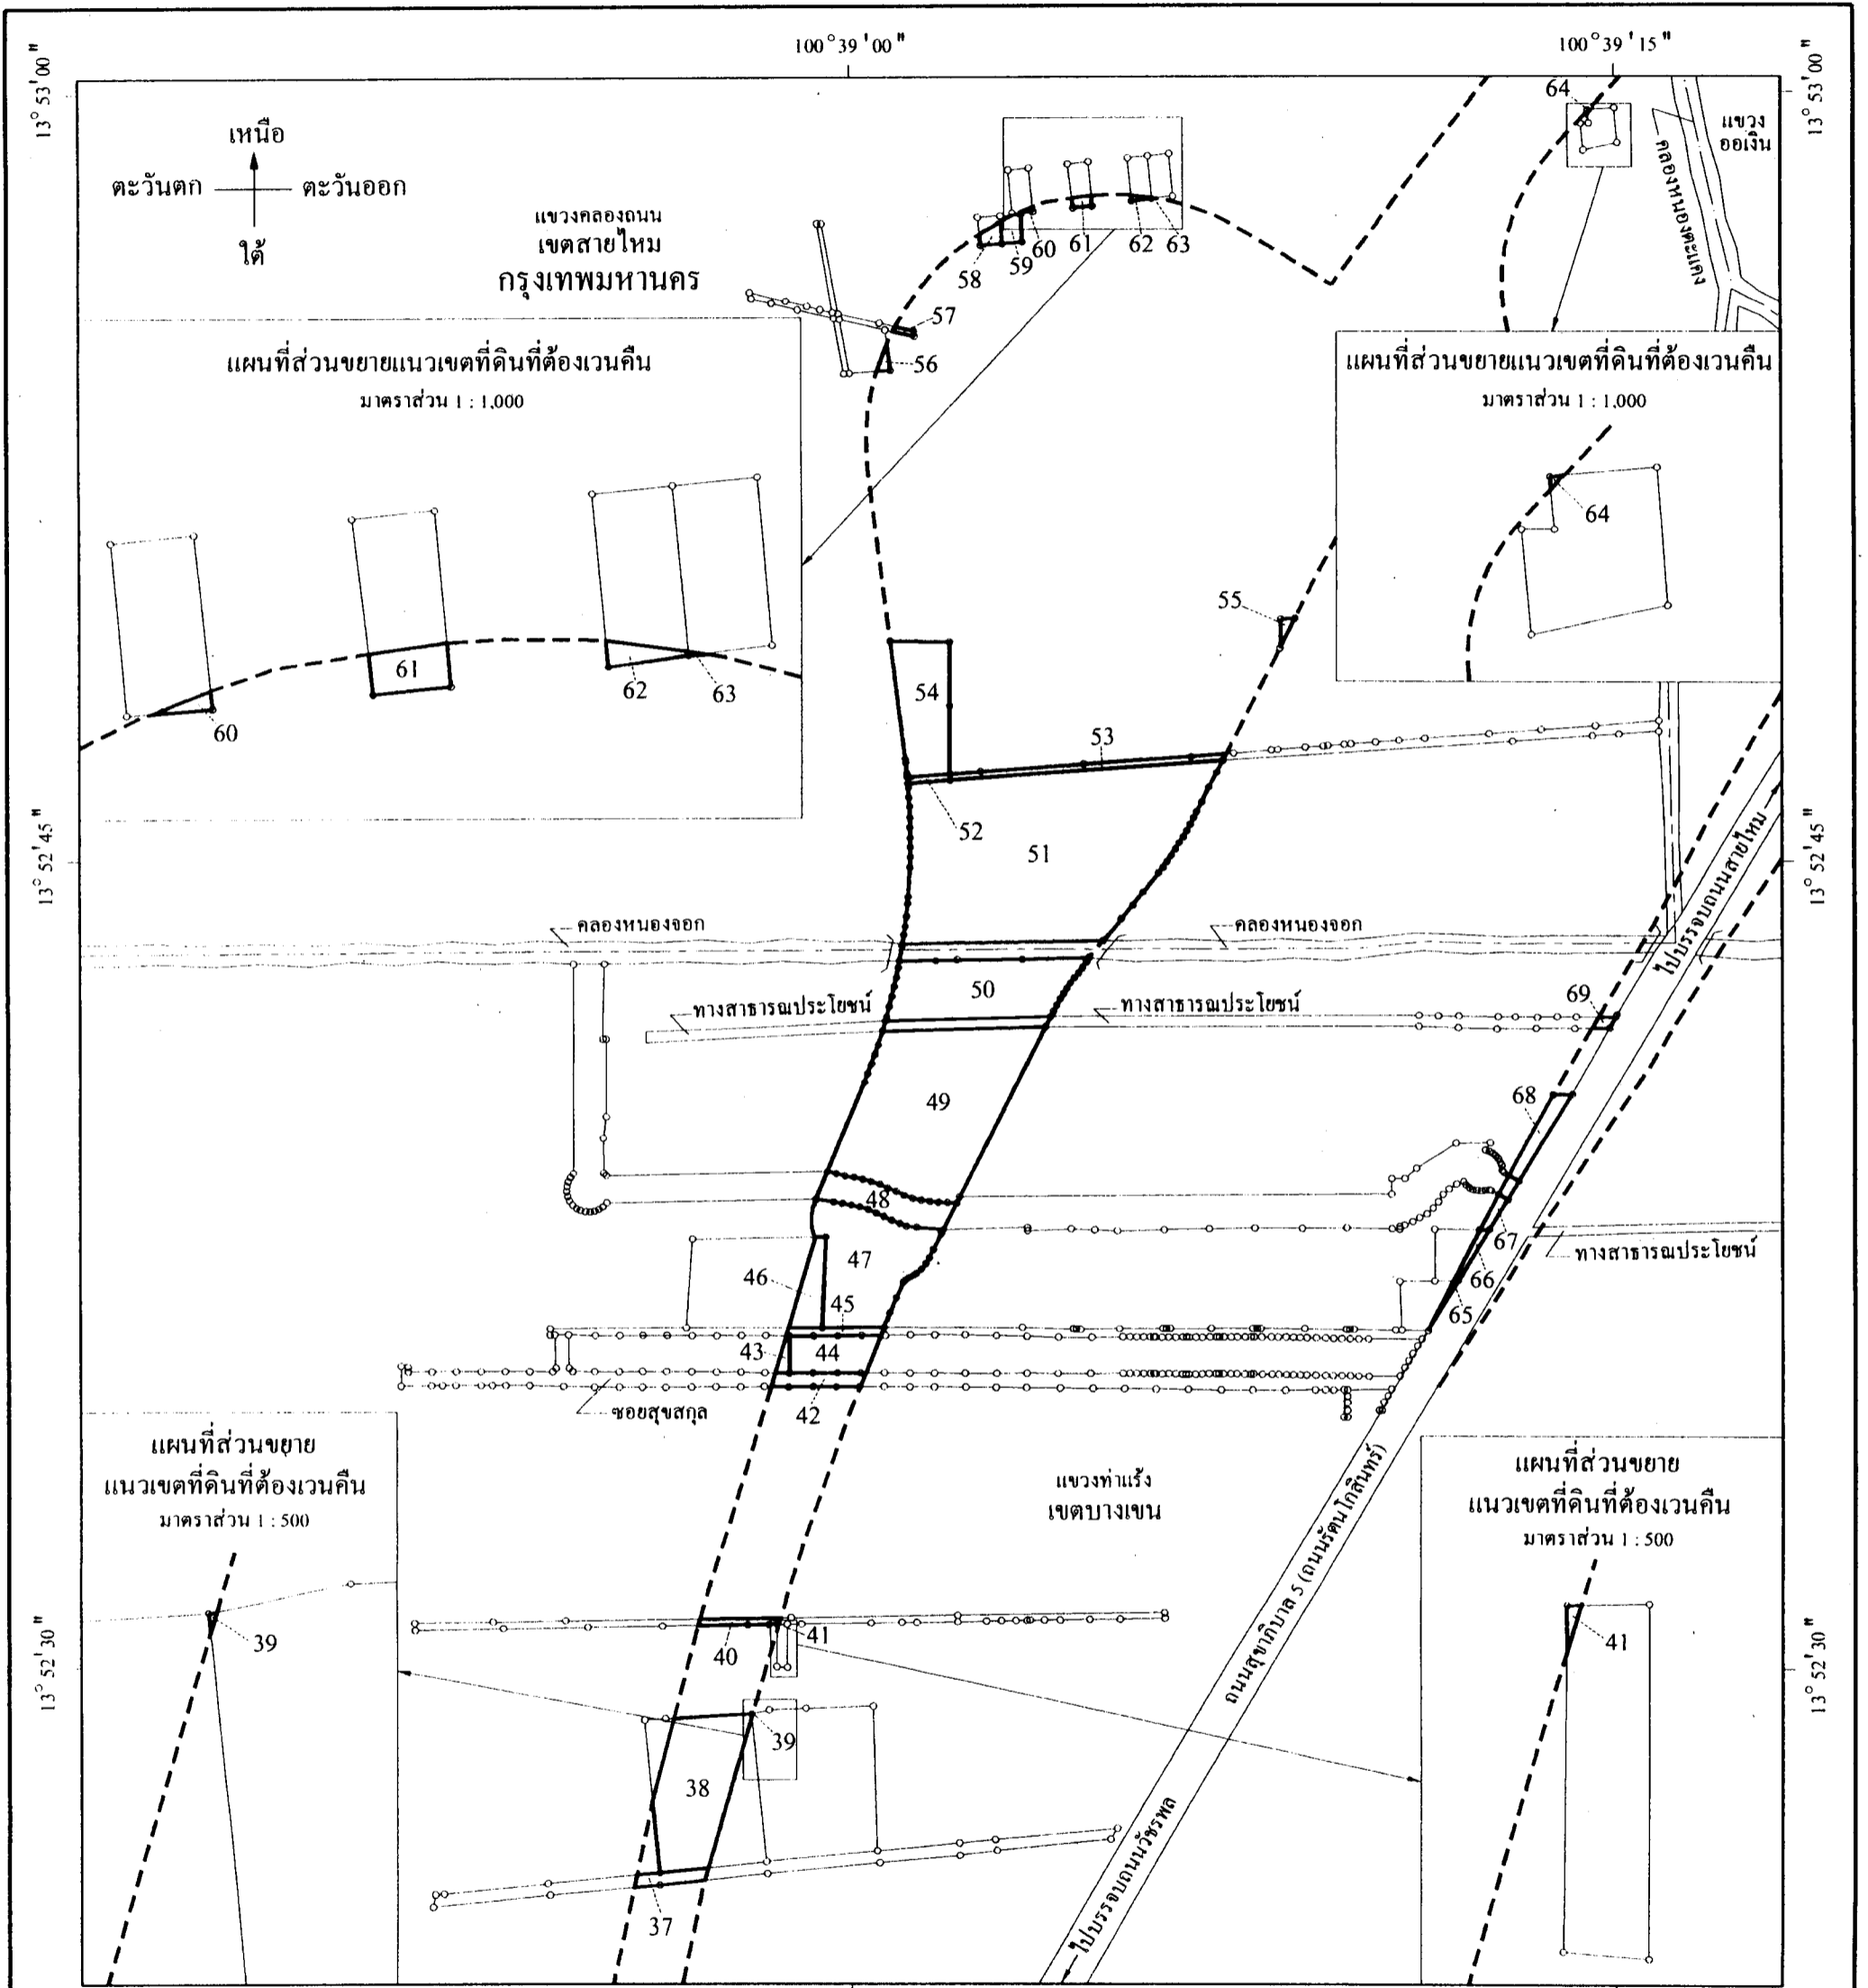 100°39'00"
100°39'15"
13°53'00"
13°53'00"
เหนือ
ตะวันตก
ตะวันออก
ใต้
แขวงคลองถนน
เขตสายไหม
กรุงเทพมหานคร
64
แขวง
ออเงิน
คลองหนองตะแคง
58
59
60
61
62
63
57
56
แผนที่ส่วนขยายแนวเขตที่ดินที่ต้องเวนคืน
มาตราส่วน 1 : 1,000
60
61
62
63
แผนที่ส่วนขยายแนวเขตที่ดินที่ต้องเวนคืน
มาตราส่วน 1 : 1,000
64
55
54
53
52
51
13°52'45"
13°52'45"
คลองหนองจอก
คลองหนองจอก
ไปบรรจบถนนสายไหม
50
ทางสาธารณประโยชน์
ทางสาธารณประโยชน์
69
49
68
48
47
67
ทางสาธารณประโยชน์
46
66
45
65
43
44
42
ซอยสุขสกุล
แผนที่ส่วนขยาย
แนวเขตที่ดินที่ต้องเวนคืน
มาตราส่วน 1 : 500
39
แขวงท่าแร้ง
เขตบางเขน
ถนนสุขาภิบาล 5 (ถนนรัตนโกสินทร์)
แผนที่ส่วนขยาย
แนวเขตที่ดินที่ต้องเวนคืน
มาตราส่วน 1 : 500
41
13°52'30"
13°52'30"
40
41
39
38
37
ไปบรรจบถนนวัชรพล